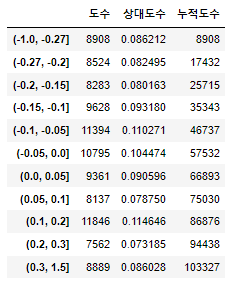 도수 상대도수 누적도수
(-1.0, -0.27] 8908 0.086212 8908
(-0.27, -0.2] 8524 0.082495 17432
(-0.2, -0.15] 8283 0.080163 25715
(-0.15, -0.1] 9628 0.093180 35343
(-0.1, -0.05] 11394 0.110271 46737
(-0.05, 0.0] 10795 0.104474 57532
(0.0, 0.05] 9361 0.090596 66893
(0.05, 0.1] 8137 0.078750 75030
(0.1, 0.2] 11846 0.114646 86876
(0.2, 0.3] 7562 0.073185 94438
(0.3, 1.5] 8889 0.086028 103327